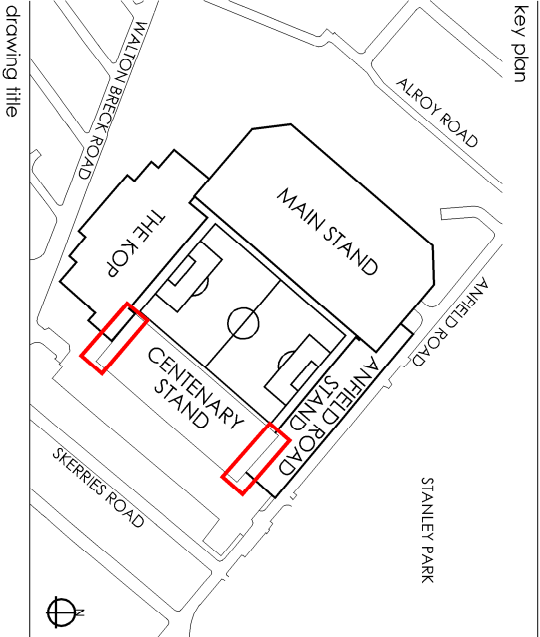 key plan
ALROY ROAD
WALTON BRECK ROAD
MAIN STAND
THE KOP
ANFIELD ROAD
CENTENARY
STAND
ANFIELD ROAD
STAND
SKERRIES ROAD
STANLEY PARK
N
drawing title